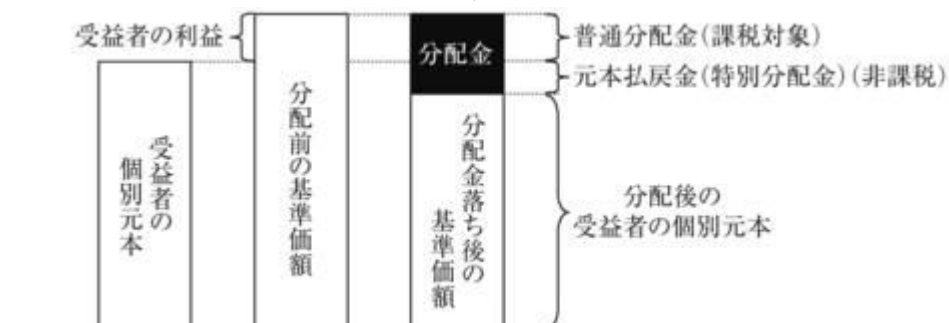 受益者の利益
分配金
普通分配金(課税対象)
元本払戻金(特別分配金)(非課税)
受益者の
個別元本
分配前の基準価額
分配金落ち後の
基準価額
分配後の
受益者の個別元本